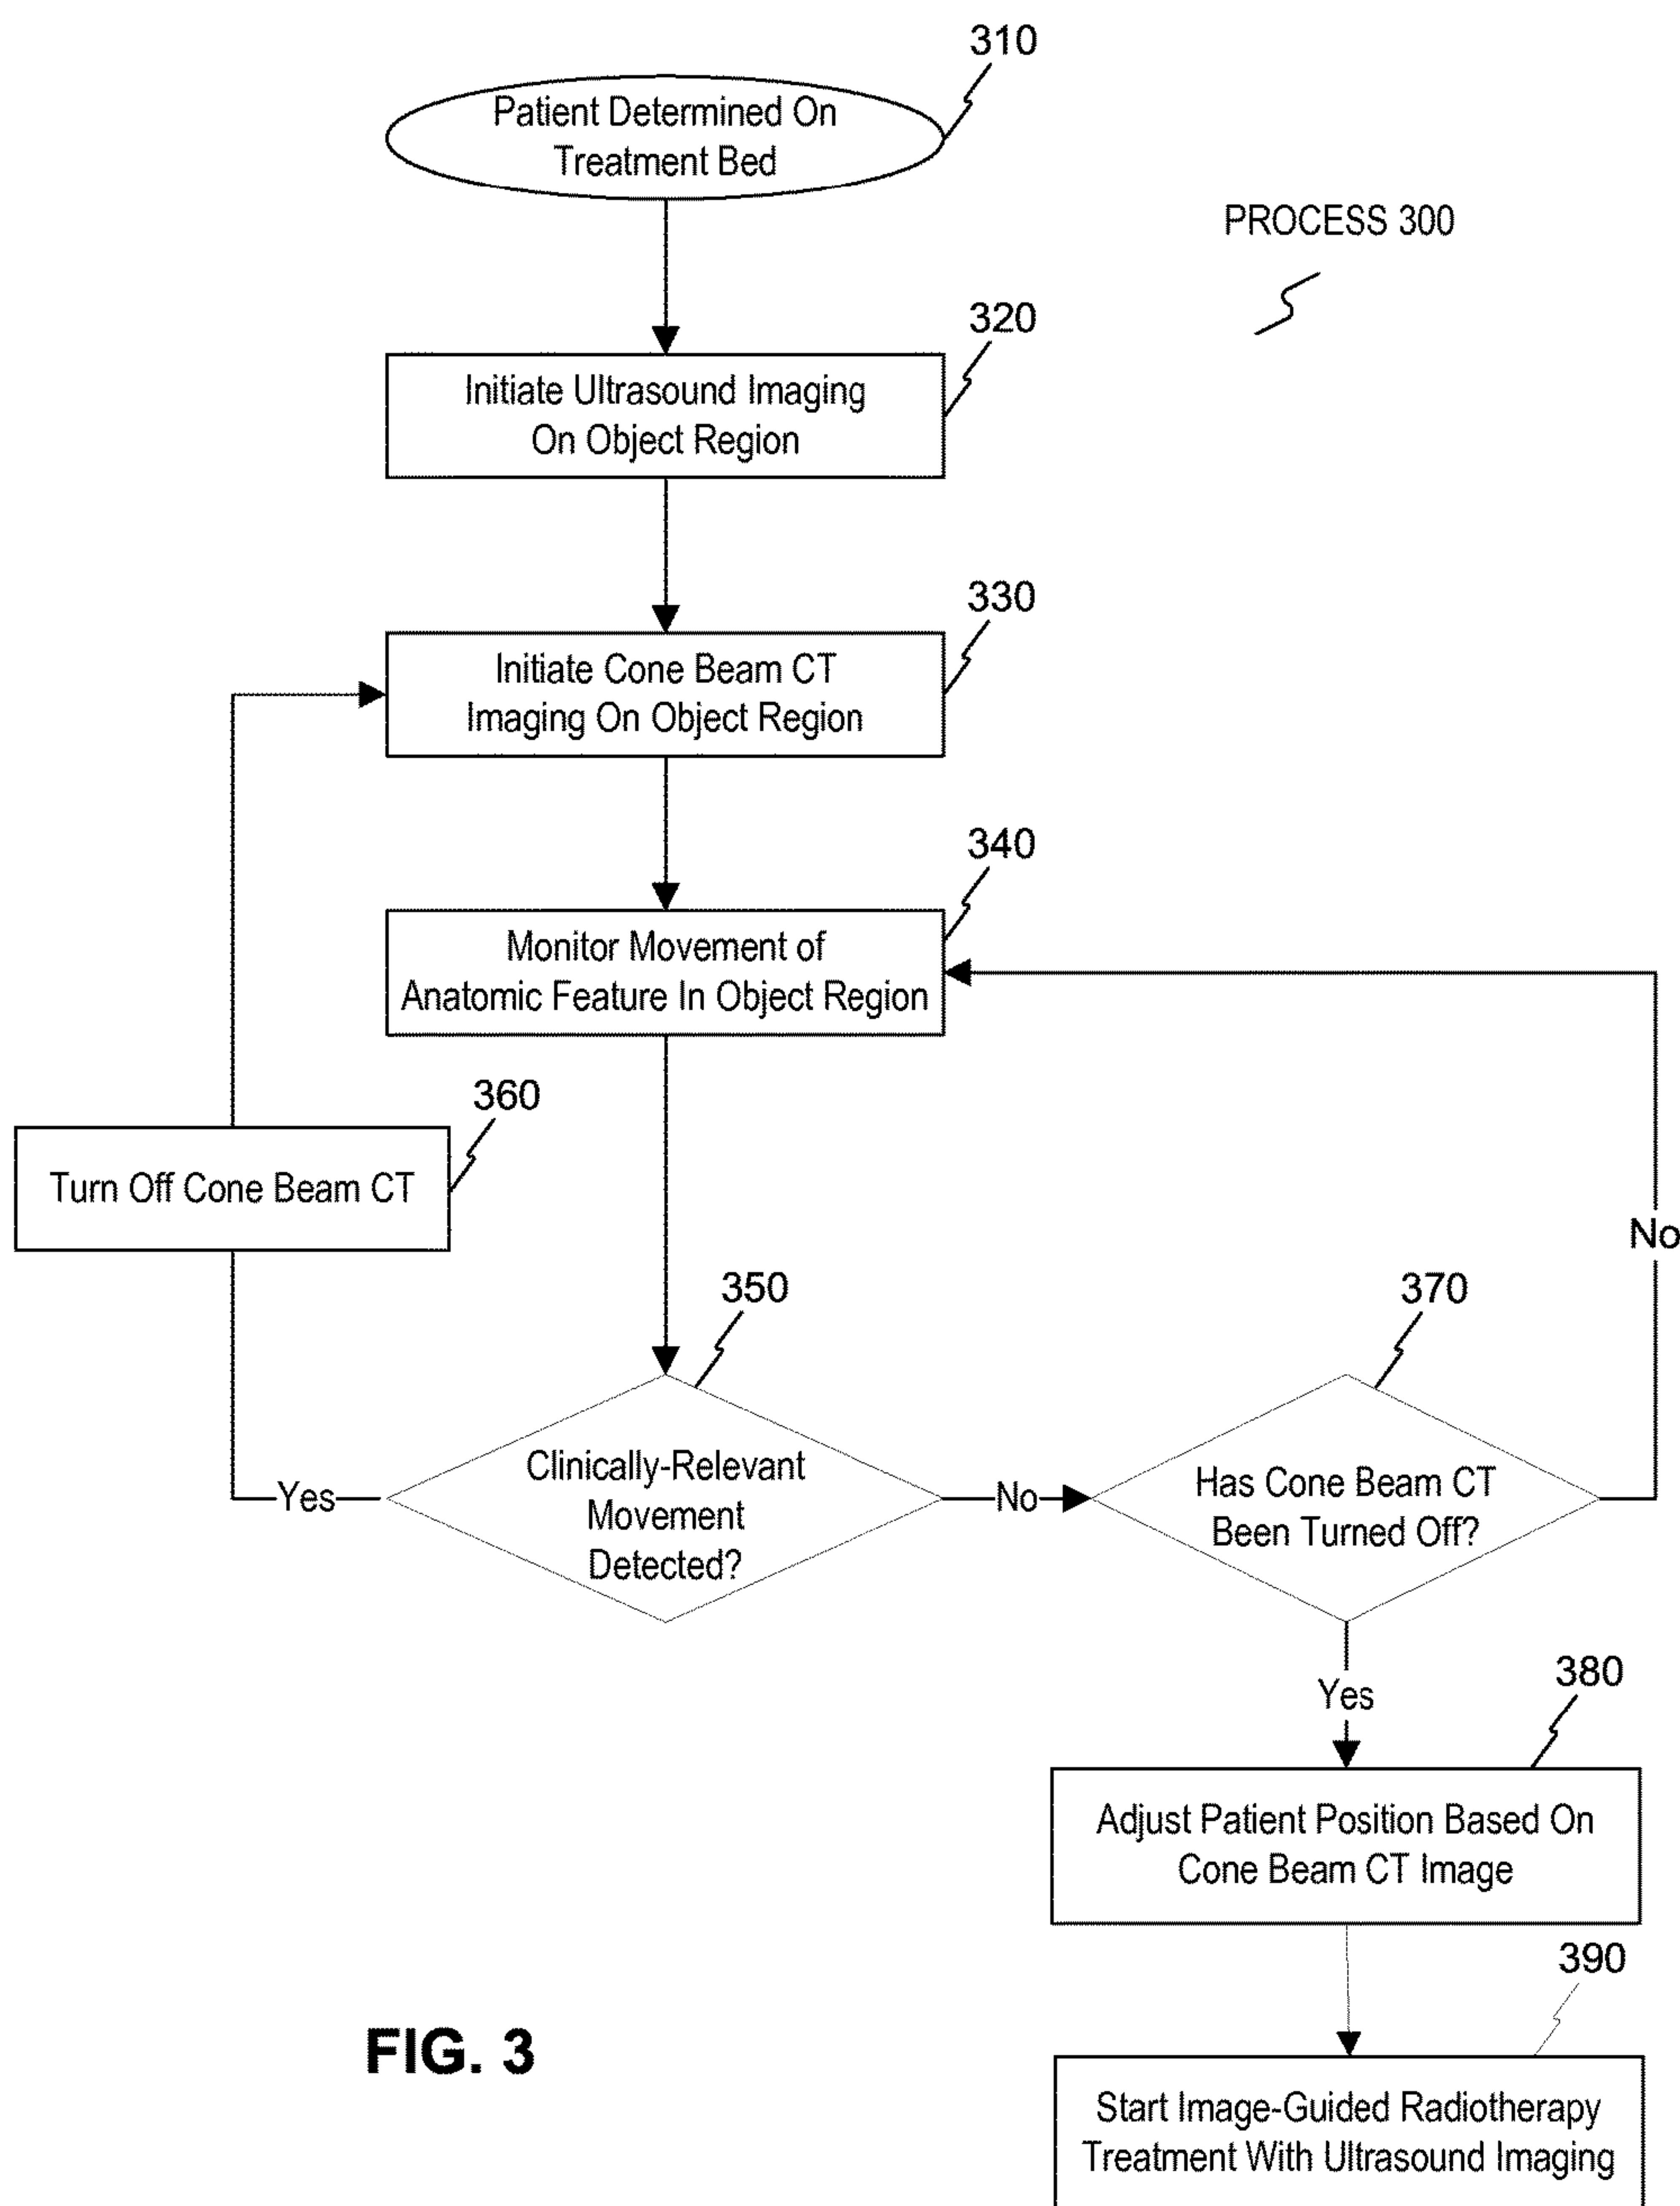 310
Patient Determined On
Treatment Bed
PROCESS 300
320
Initiate Ultrasound Imaging
On Object Region
330
Initiate Cone Beam CT
Imaging On Object Region
340
Monitor Movement of
Anatomic Feature In Object Region
360
Turn Off Cone Beam CT
No
350
370
Clinically-Relevant
Movement
Detected?
Yes
No
Has Cone Beam CT
Been Turned Off?
Yes
380
Adjust Patient Position Based On
Cone Beam CT Image
390
FIG. 3
Start Image-Guided Radiotherapy
Treatment With Ultrasound Imaging